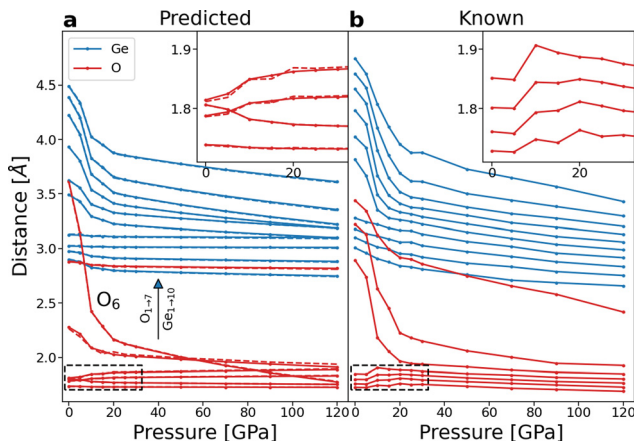 a Predicted
b Known
Ge
O
1.9
1.8
0 20
1.9
1.8
0 20
4.5
4.0
3.5
3.0
2.5
2.0
Distance [Å]
O6
O1→7
Ge1→10
0 20 40 60 80 100 120
0 20 40 60 80 100 120
Pressure [GPa]
Pressure [GPa]